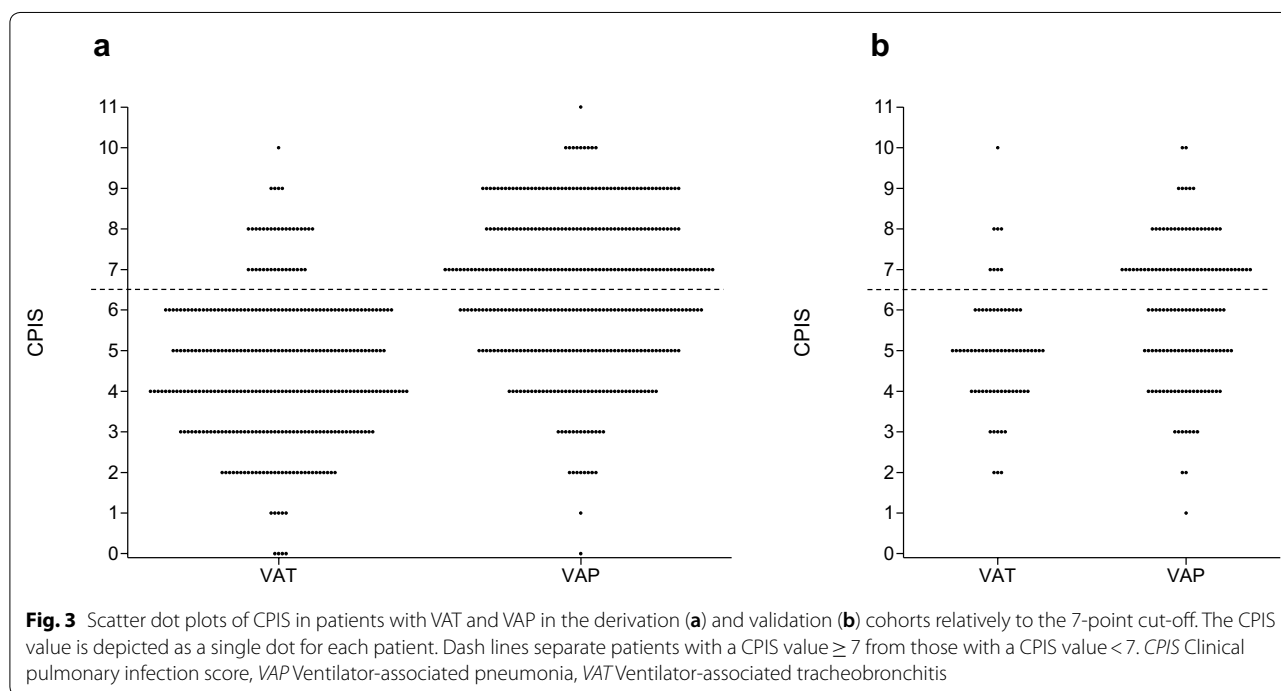 a
b
11
10
9
8
7
6
5
4
3
2
1
0
CPIS
VAT
VAP
11
10
9
8
7
6
5
4
3
2
1
0
CPIS
VAT
VAP
Fig. 3 Scatter dot plots of CPIS in patients with VAT and VAP in the derivation (a) and validation (b) cohorts relatively to the 7-point cut-off. The CPIS
value is depicted as a single dot for each patient. Dash lines separate patients with a CPIS value ≥ 7 from those with a CPIS value < 7. CPIS Clinical
pulmonary infection score, VAP Ventilator-associated pneumonia, VAT Ventilator-associated tracheobronchitis